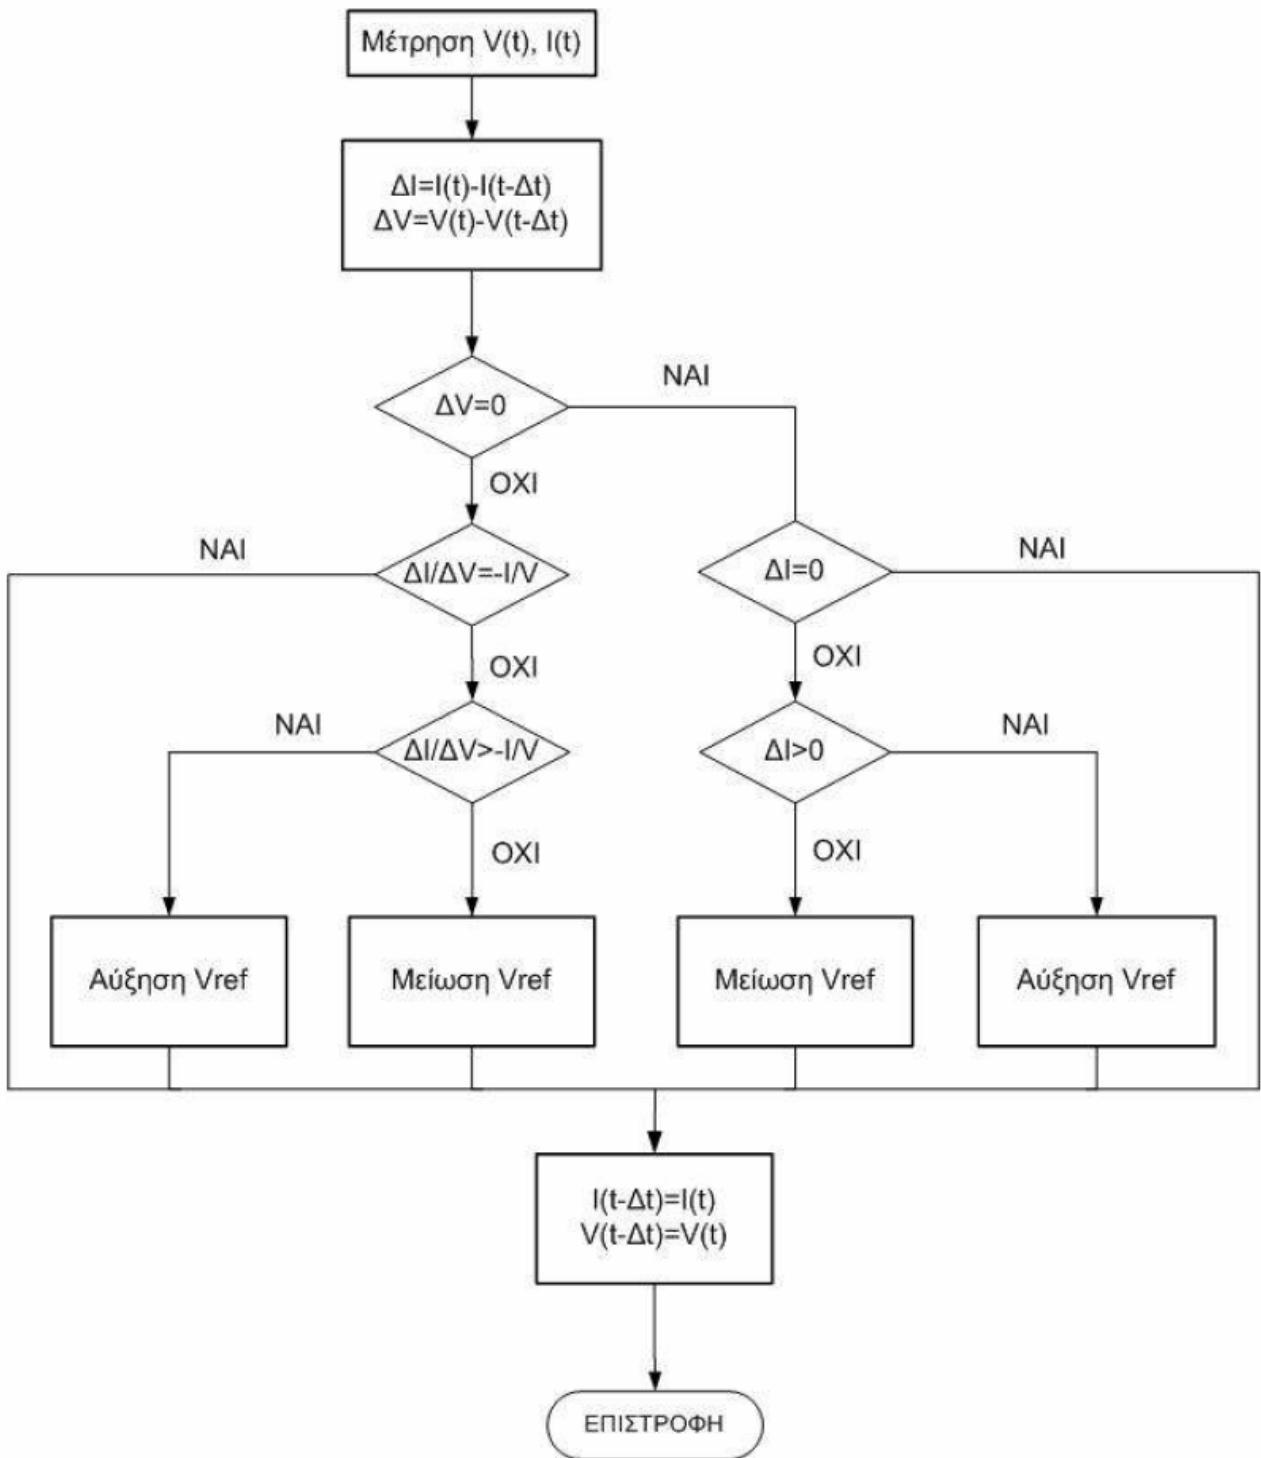 Μέτρηση V(t), I(t)
ΔI=I(t)-I(t-Δt)
ΔV=V(t)-V(t-Δt)
ΔV=0
ΝΑΙ
ΟΧΙ
ΝΑΙ
ΔI/ΔV=-I/V
ΔI=0
ΝΑΙ
ΟΧΙ
ΟΧΙ
ΝΑΙ
ΔI/ΔV>-I/V
ΔI>0
ΝΑΙ
ΟΧΙ
ΟΧΙ
Αύξηση Vref
Μείωση Vref
Μείωση Vref
Αύξηση Vref
I(t-Δt)=I(t)
V(t-Δt)=V(t)
ΕΠΙΣΤΡΟΦΗ